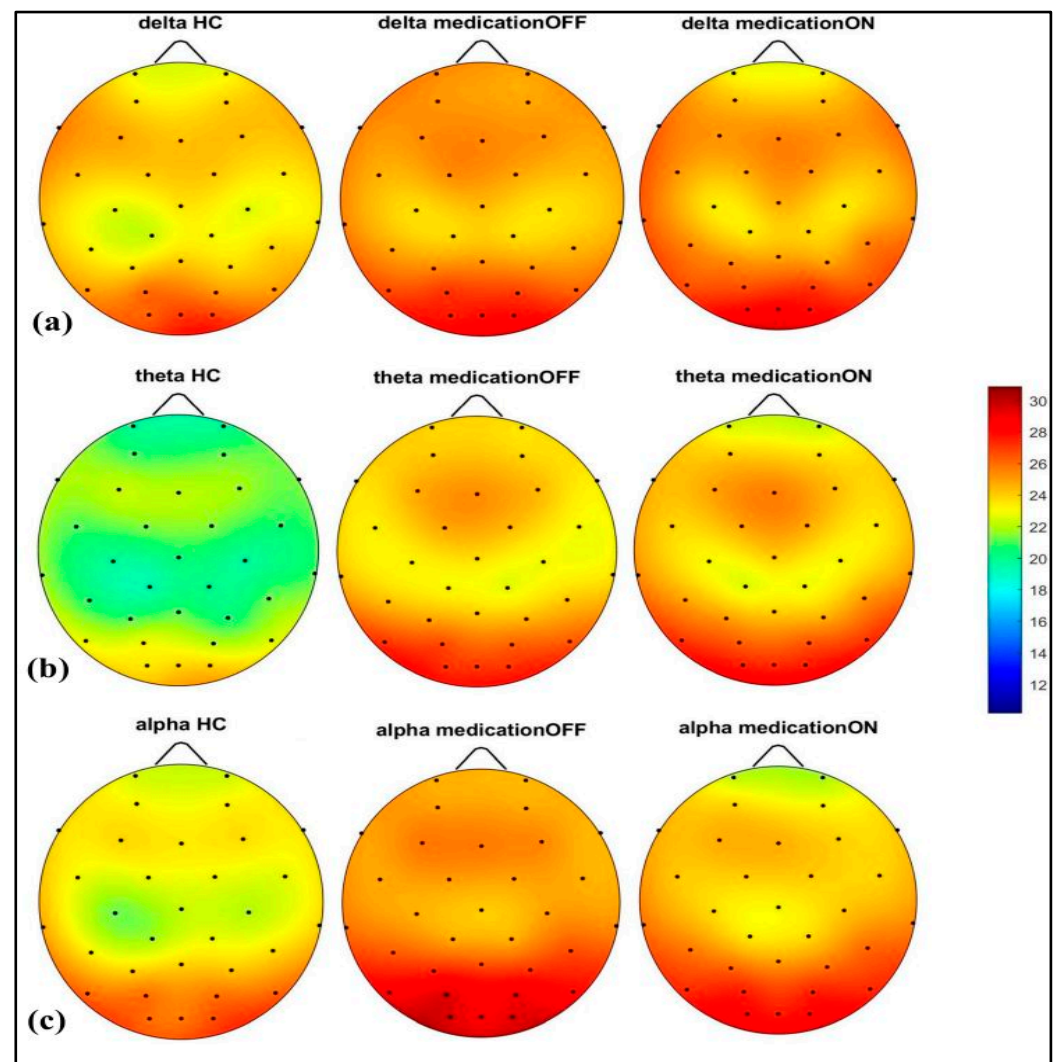 delta HC delta medicationOFF delta medicationON
(a)
theta HC theta medicationOFF theta medicationON
30
28
26
24
22
20
18
16
14
12
(b)
alpha HC alpha medicationOFF alpha medicationON
(c)